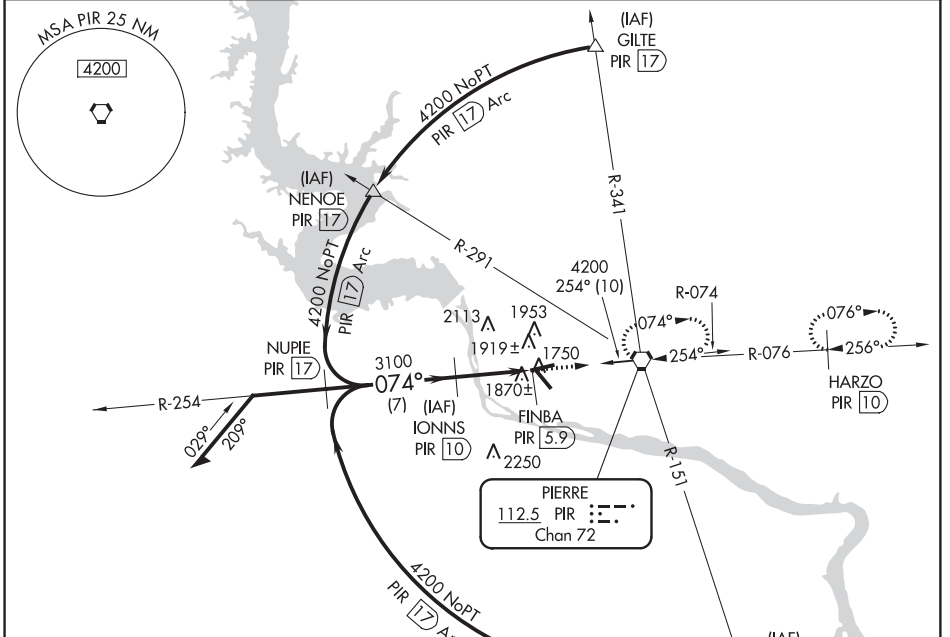 MSA PIR 25 NM
4200
(IAF)
GILTE
PIR 17
4200 NoPT
PIR 17 Arc
(IAF)
NENOE
PIR 17
R-341
R-291
4200 NoPT
PIR 17 Arc
4200
254° (10)
R-074
074°
254°
R-076
076°
256°
HARZO
PIR 10
2113
1953
1919±
1750
1870±
NUPIE
PIR 17
3100
074°
(7)
(IAF)
IONNS
PIR 10
FINBA
PIR 5.9
R-254
029°
209°
2250
R-151
PIERRE
112.5 PIR
Chan 72
4200 NoPT
PIR 17
(IAF)